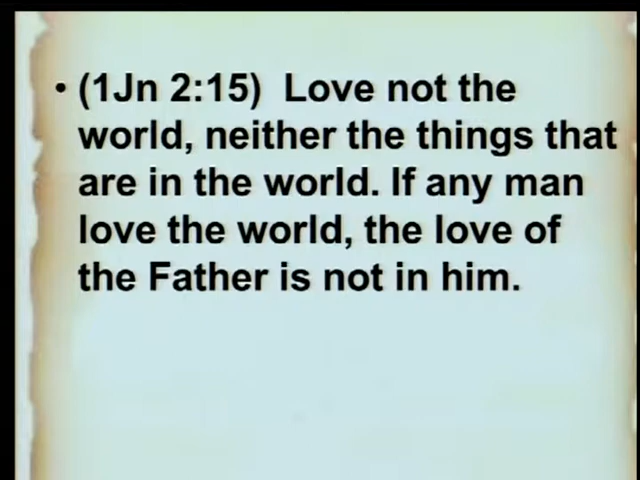 • (1Jn 2:15)  Love not the
world, neither the things that
are in the world. If any man
love the world, the love of
the Father is not in him.